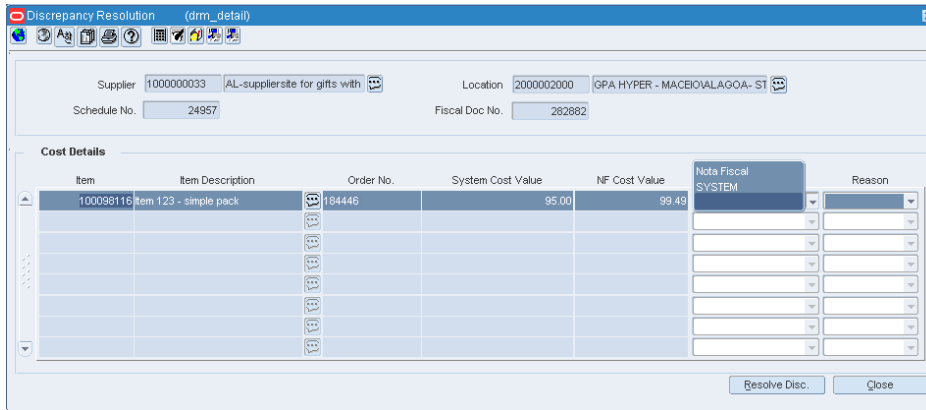 Discrepancy Resolution (drm_detail)
Supplier 1000000033 AL-suppliersite for gifts with Location 2000002000 GPA HYPER - MACEIO\ALAGOA- ST
Schedule No. 24957 Fiscal Doc No. 282882
Cost Details
Item Item Description Order No. System Cost Value NF Cost Value Nota Fiscal Reason
SYSTEM
100098116 Item 123 - simple pack 184446 95.00 99.49
Resolve Disc. Close